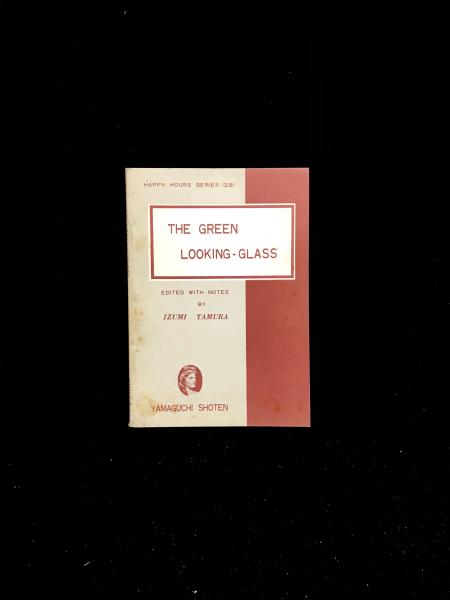 HAPPY HOURS SERIES (28)
THE GREEN
LOOKING-GLASS
EDITED WITH NOTES
BY
IZUMI TAMURA
YAMAGUCHI SHOTEN